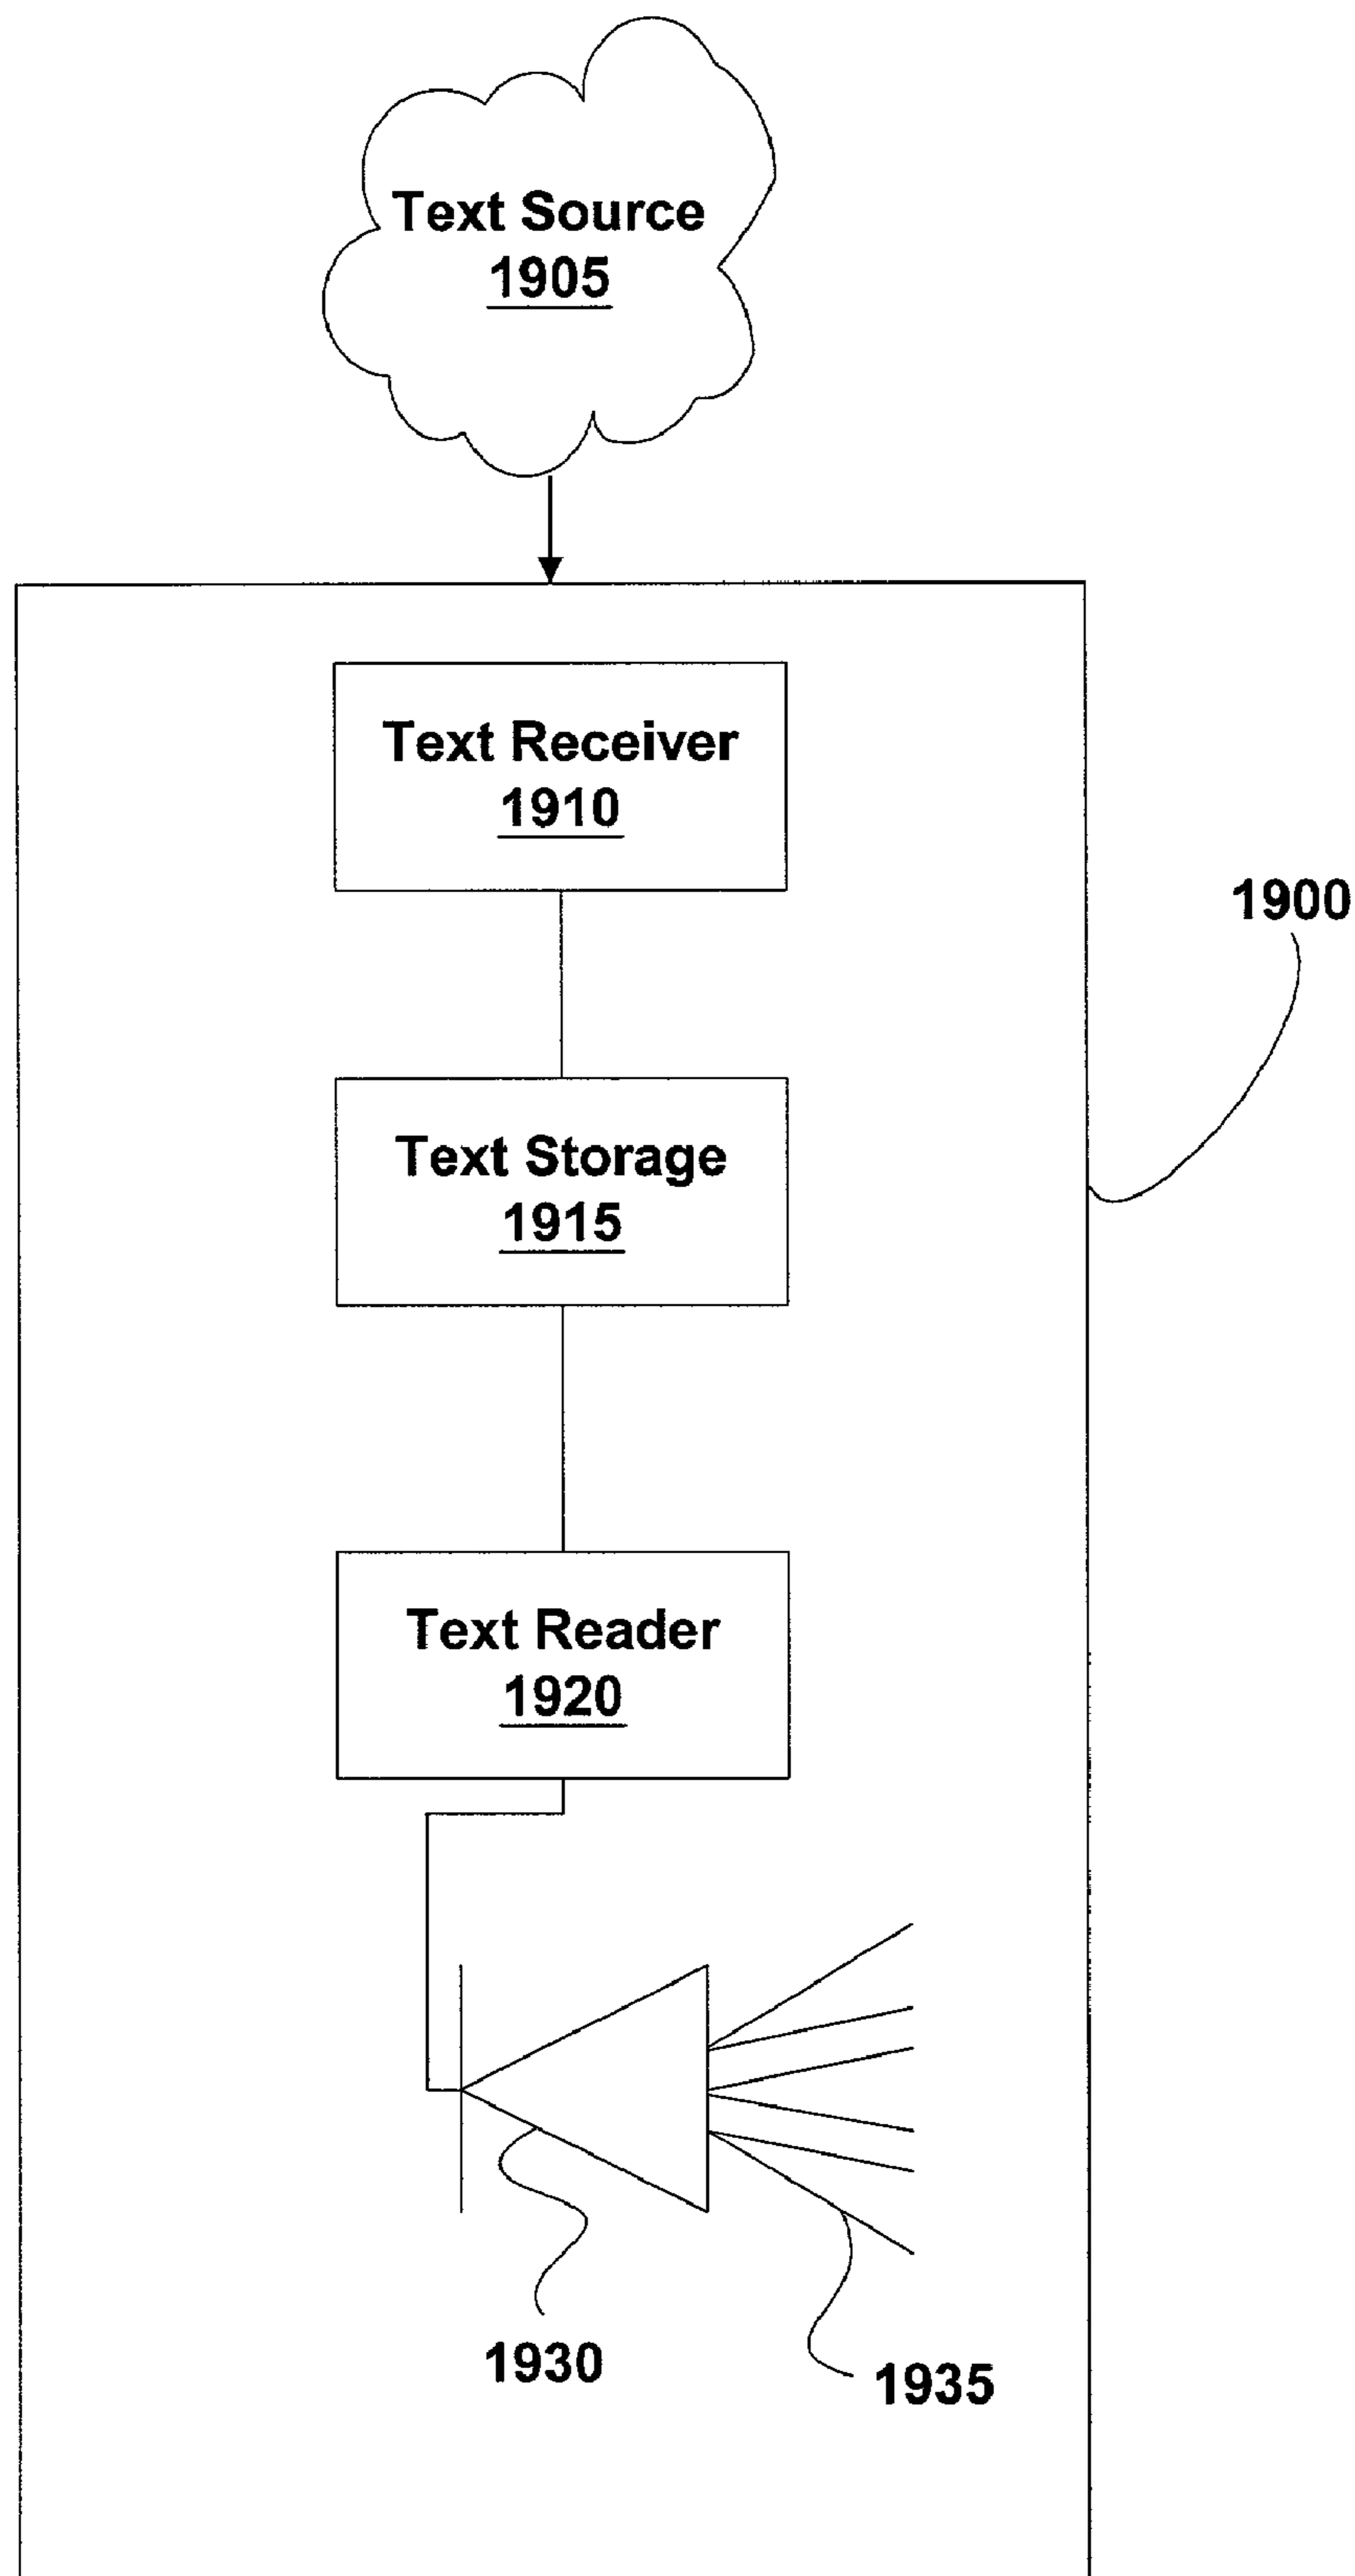 Text Source
1905
Text Receiver
1910
1900
Text Storage
1915
Text Reader
1920
1930
1935